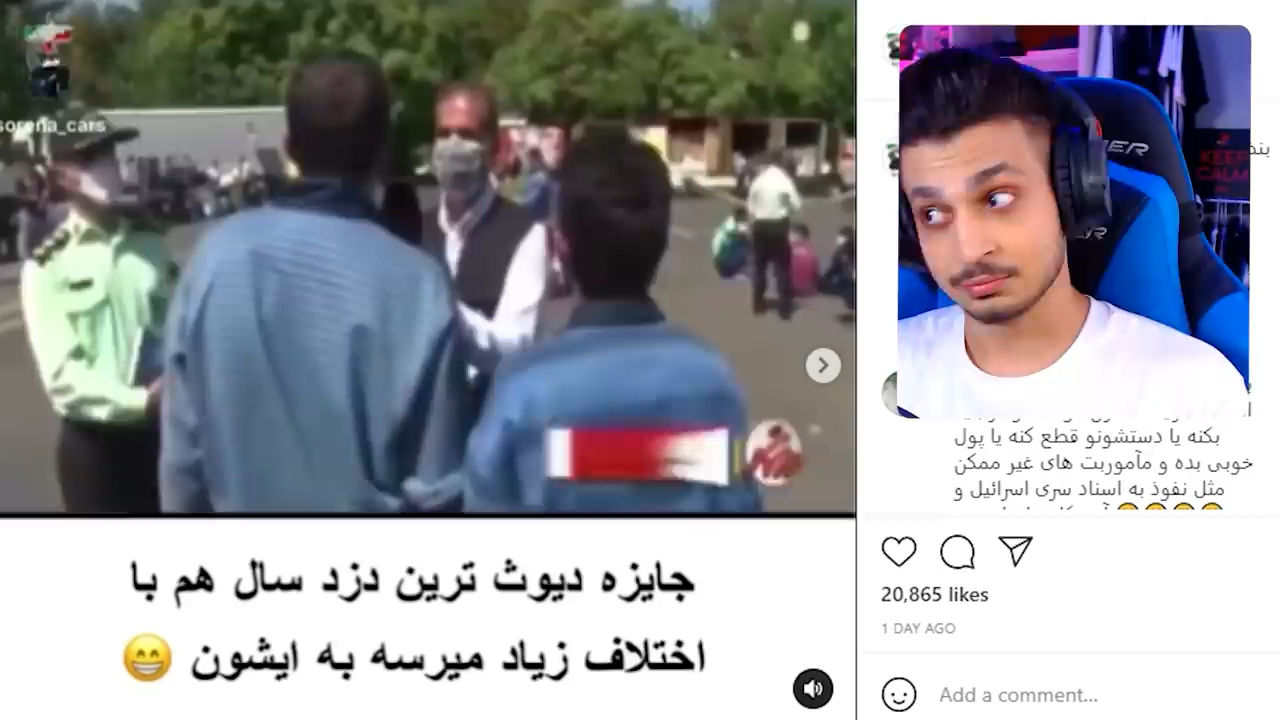 sorena_cars
KEEP
CALM
بکنه یا دستشونو قطع کنه یا پول
خوبی بده و مآموریت های غیر ممکن
مثل نفوذ به اسناد سری اسرائیل و
جایزه دیوث ترین دزد سال هم با
اختلاف زیاد میرسه به ایشون 😁
20,865 likes
1 DAY AGO
Add a comment...